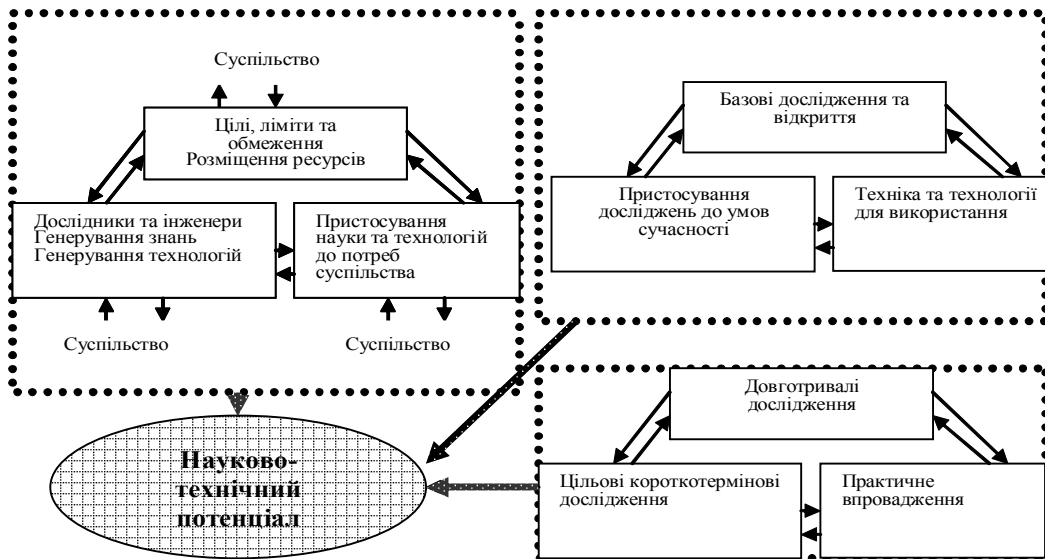 Суспільство
Цілі, ліміти та
обмеження
Розміщення ресурсів
Дослідники та інженери
Генерування знань
Генерування технологій
Пристосування
науки та технологій
до потреб
суспільства
Суспільство
Суспільство
Базові дослідження та
відкриття
Пристосування
досліджень до умов
сучасності
Техніка та технології
для використання
Довготривалі
дослідження
Цільові короткотермінові
дослідження
Практичне
впровадження
Науково-
технічний
потенціал